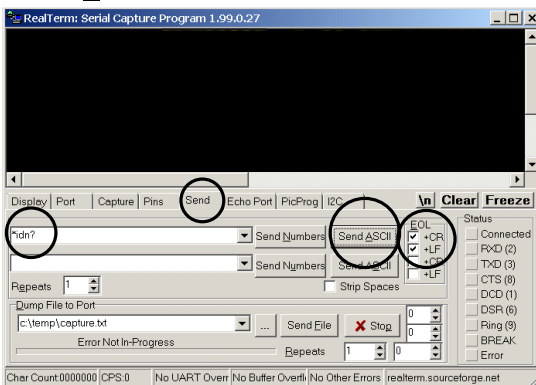 RealTerm: Serial Capture Program 1.99.0.27
Display Port Capture Pins Send Echo Port PicProg I2C \n Clear Freeze
*idn? Send Numbers Send ASCII
EOL
+CR
+LF
Send Numbers Send ASCII
+CR
+LF
Repeats 1 Strip Spaces
Dump File to Port
c:\temp\capture.txt ... Send File Stop 0
0
Error Not In-Progress
Repeats 1 0
Status
Connected
RXD (2)
TXD (3)
CTS (8)
DCD (1)
DSR (6)
Ring (9)
BREAK
Error
Char Count:0000000 CPS:0 No UART Overr No Buffer Overfl No Other Errors realterm.sourceforge.net